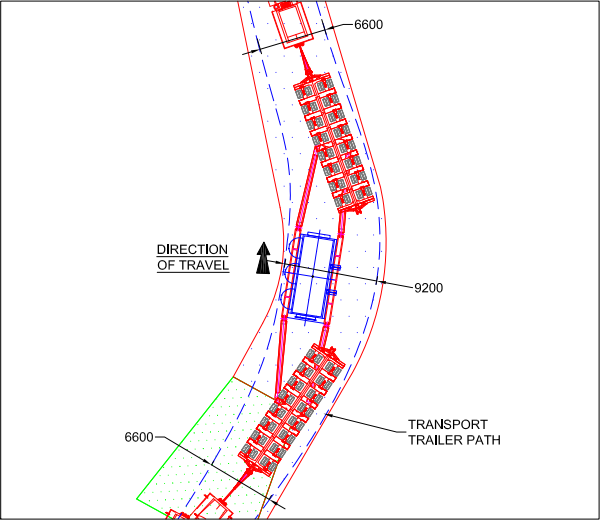 6600
DIRECTION
OF TRAVEL
9200
TRANSPORT
TRAILER PATH
6600